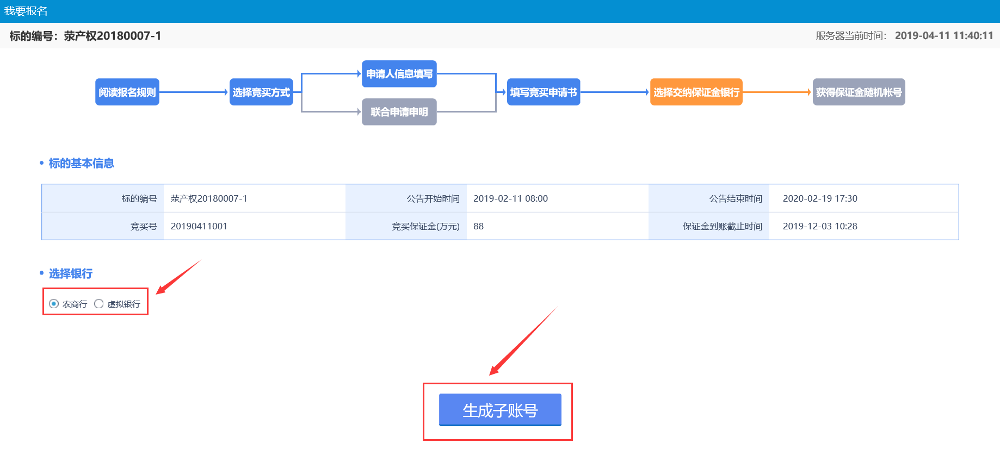 我要报名
标的编号：荥产权20180007-1 服务器当前时间： 2019-04-11 11:40:11
阅读报名规则
选择竞买方式
申请人信息填写
联合申请申明
填写竞买申请书
选择交纳保证金银行
获得保证金随机帐号
标的基本信息
标的编号 荥产权20180007-1 公告开始时间 2019-02-11 08:00 公告结束时间 2020-02-19 17:30
竞买号 20190411001 竞买保证金(万元) 88 保证金到账截止时间 2019-12-03 10:28
选择银行
农商行 虚拟银行
生成子账号